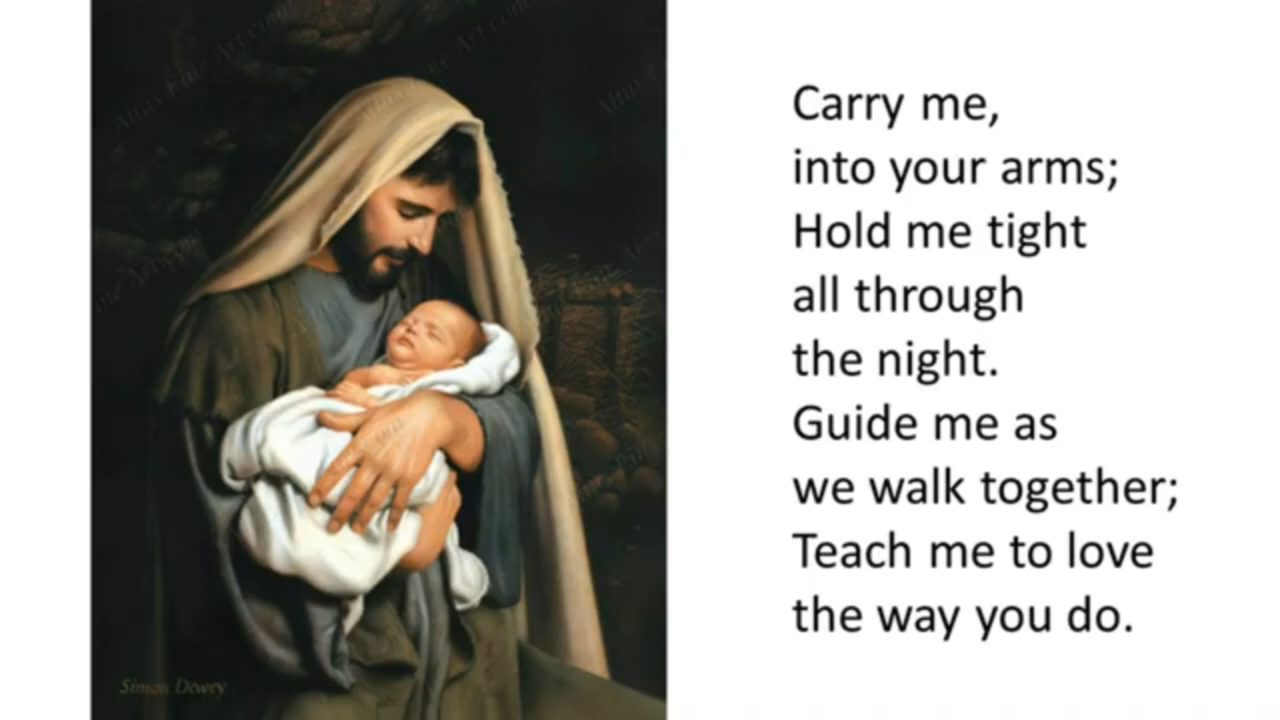 Carry me,
into your arms;
Hold me tight
all through
the night.
Guide me as
we walk together;
Teach me to love
the way you do.
Simon Dewey